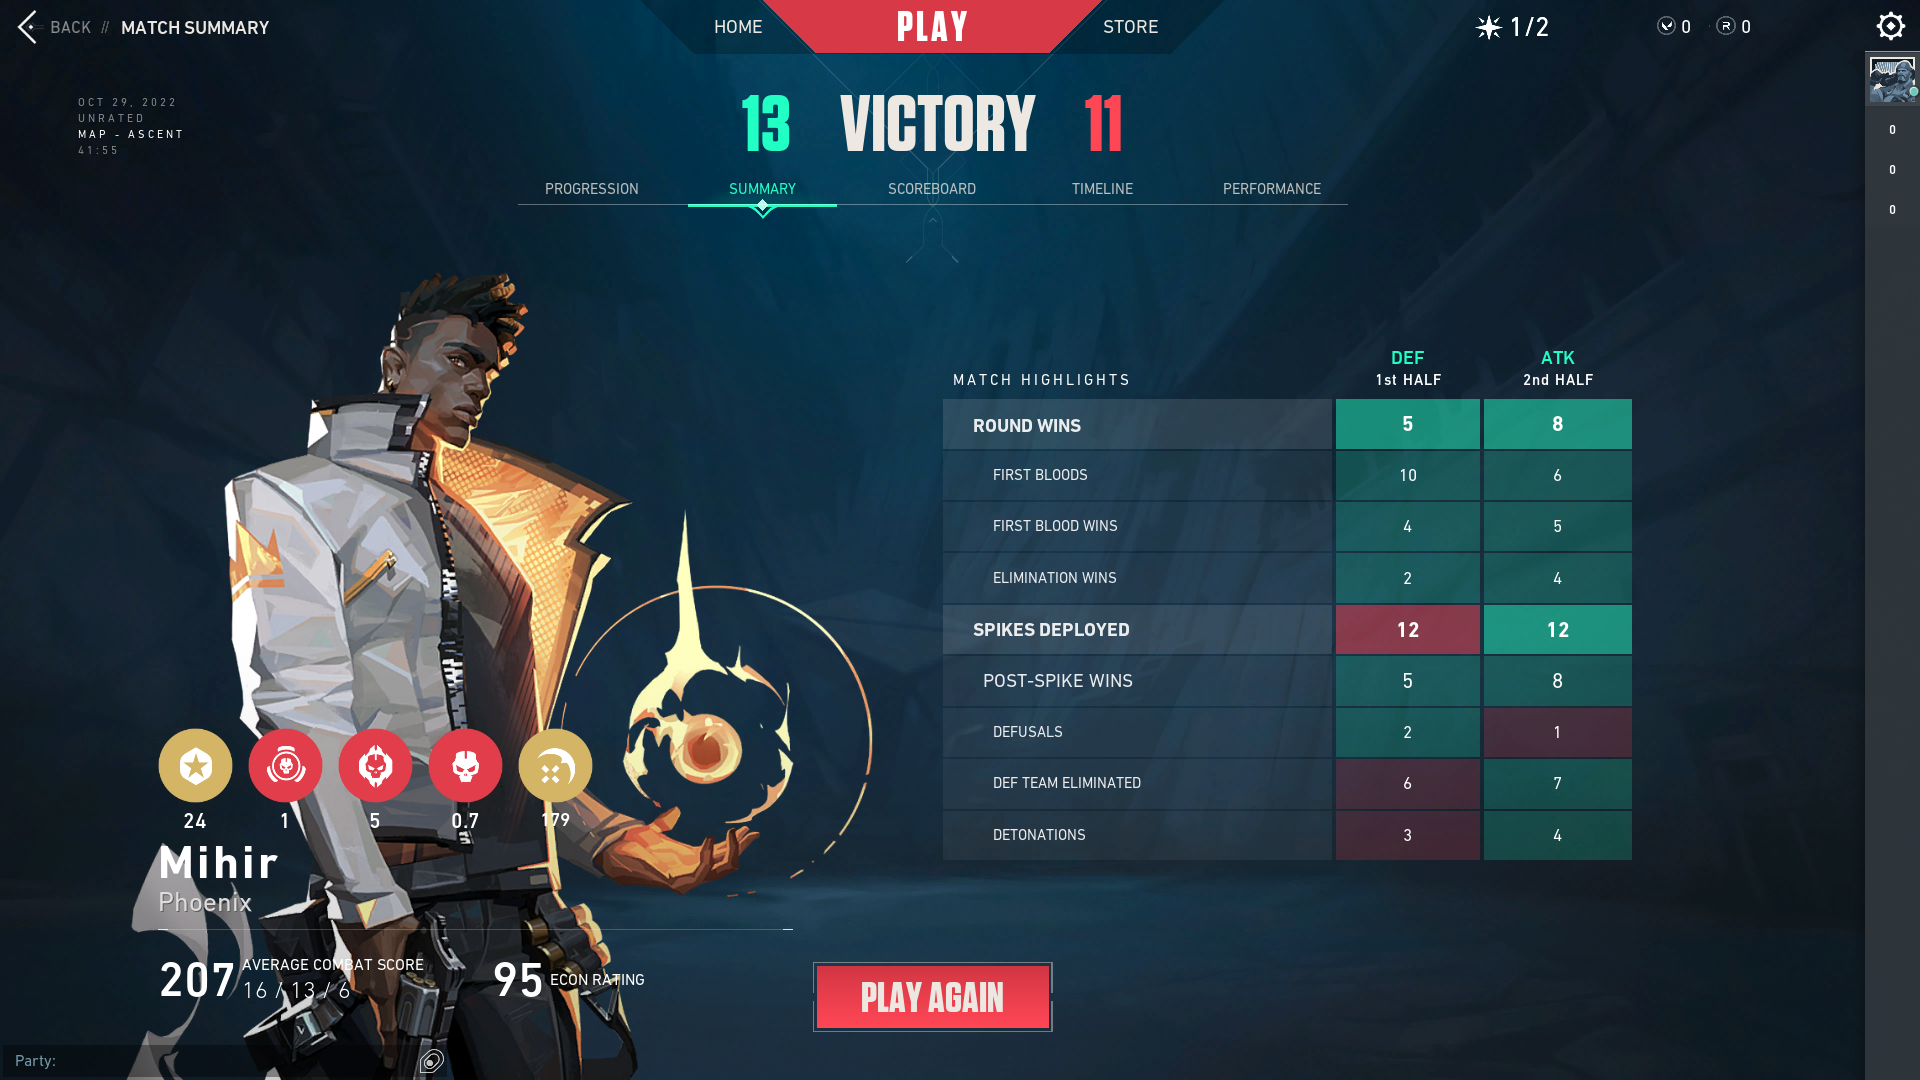 BACK // MATCH SUMMARY
HOME
PLAY
STORE
1/2
0
R 0
OCT 29, 2022
UNRATED
MAP - ASCENT
41:55
13 VICTORY 11
PROGRESSION
SUMMARY
SCOREBOARD
TIMELINE
PERFORMANCE
0
0
0
DEF ATK
MATCH HIGHLIGHTS 1st HALF 2nd HALF
ROUND WINS 5 8
FIRST BLOODS 10 6
FIRST BLOOD WINS 4 5
ELIMINATION WINS 2 4
SPIKES DEPLOYED 12 12
POST-SPIKE WINS 5 8
DEFUSALS 2 1
DEF TEAM ELIMINATED 6 7
DETONATIONS 3 4
24 1 5 0.7 179
Mihir
Phoenix
207 AVERAGE COMBAT SCORE
16 / 13 / 6
95 ECON RATING
PLAY AGAIN
Party: